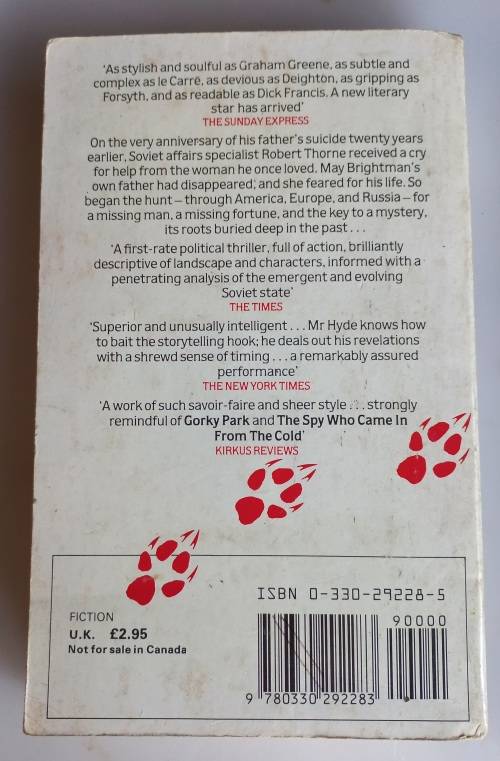 ‘As stylish and soulful as Graham Greene, as subtle and
complex as le Carré, as devious as Deighton, as gripping as
Forsyth, and as readable as Dick Francis. A new literary
star has arrived’
THE SUNDAY EXPRESS
On the very anniversary of his father’s suicide twenty years
earlier, Soviet affairs specialist Robert Thorne received a cry
for help from the woman he once loved. May Brightman’s
own father had disappeared; and she feared for his life. So
began the hunt – through America, Europe, and Russia – for
a missing man, a missing fortune, and the key to a mystery,
its roots buried deep in the past . . .
‘A first-rate political thriller, full of action, brilliantly
descriptive of landscape and characters, informed with a
penetrating analysis of the emergent and evolving
Soviet state’
THE TIMES
‘Superior and unusually intelligent . . . Mr Hyde knows how
to bait the storytelling hook; he deals out his revelations
with a shrewd sense of timing . . . a remarkably assured
performance’
THE NEW YORK TIMES
‘A work of such savoir-faire and sheer style . . . strongly
remindful of Gorky Park and The Spy Who Came In
From The Cold’
KIRKUS REVIEWS
ISBN 0-330-29228-5
FICTION
U.K. £2.95
Not for sale in Canada
90000
9 780330 292283